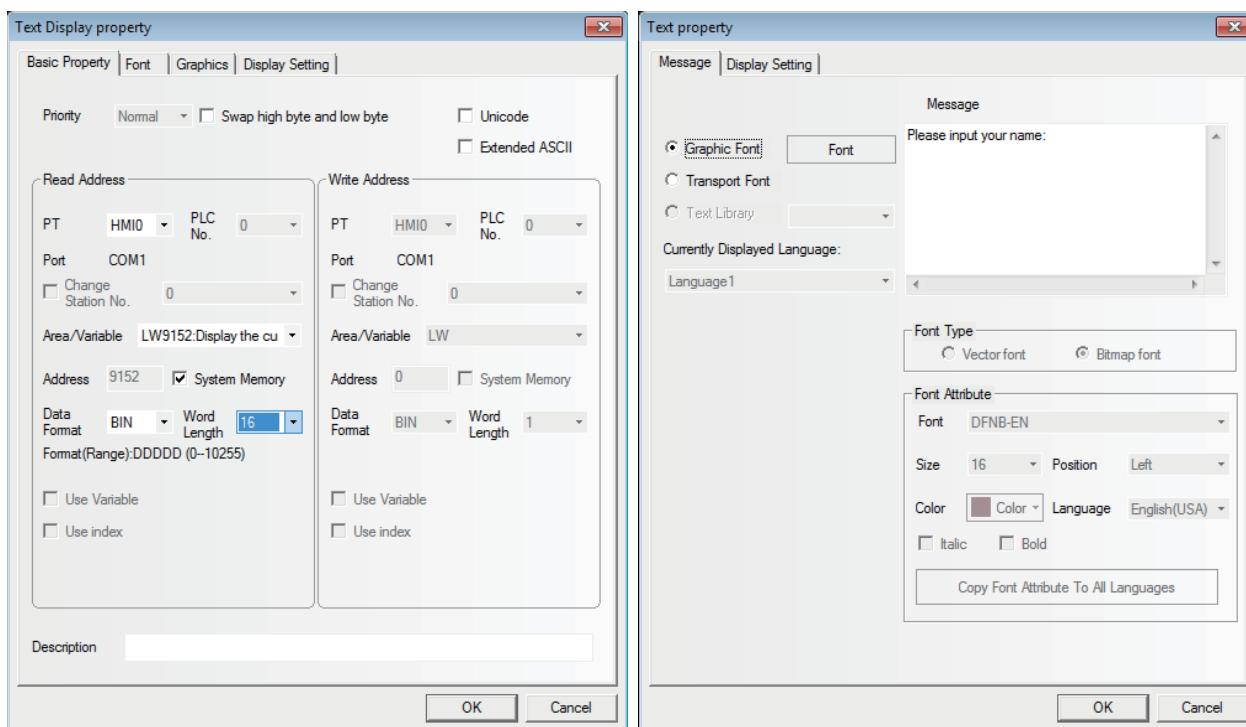 Text Display property
Basic Property Font Graphics Display Setting
Priority Normal Swap high byte and low byte Unicode
Extended ASCII
Read Address
PT HMI0 PLC No. 0
Port COM1
Change Station No. 0
Area/Variable LW9152:Display the cu
Address 9152 System Memory
Data Format BIN Word Length 16
Format(Range):DDDDD (0--10255)
Use Variable
Use index
Write Address
PT HMI0 PLC No. 0
Port COM1
Change Station No. 0
Area/Variable LW
Address 0 System Memory
Data Format BIN Word Length 1
Use Variable
Use index
Description
OK Cancel
Text property
Message Display Setting
Graphic Font Font
Transport Font
Text Library
Currently Displayed Language:
Language1
Message
Please input your name:
Font Type
Vector font Bitmap font
Font Attribute
Font DFNB-EN
Size 16 Position Left
Color Color Language English(USA)
Italic Bold
Copy Font Attribute To All Languages
OK Cancel